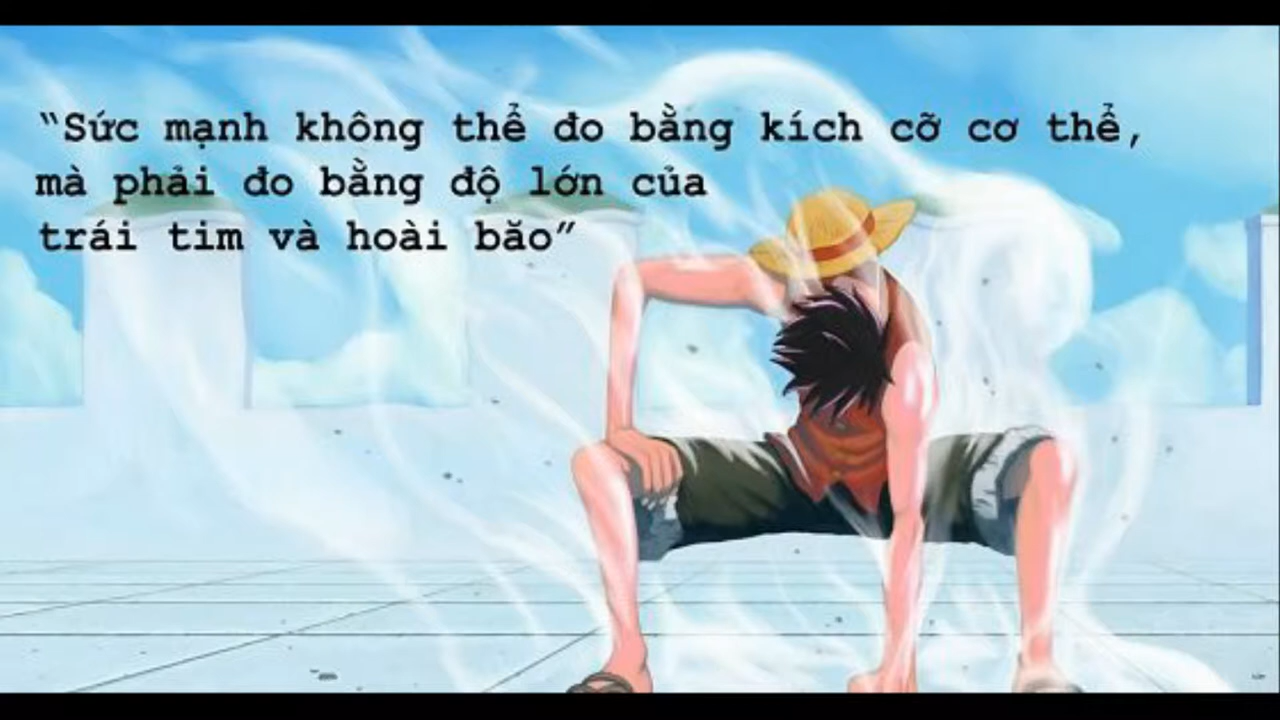 “Sức mạnh không thể đo bằng kích cỡ cơ thể,
mà phải đo bằng độ lớn của
trái tim và hoài bão”